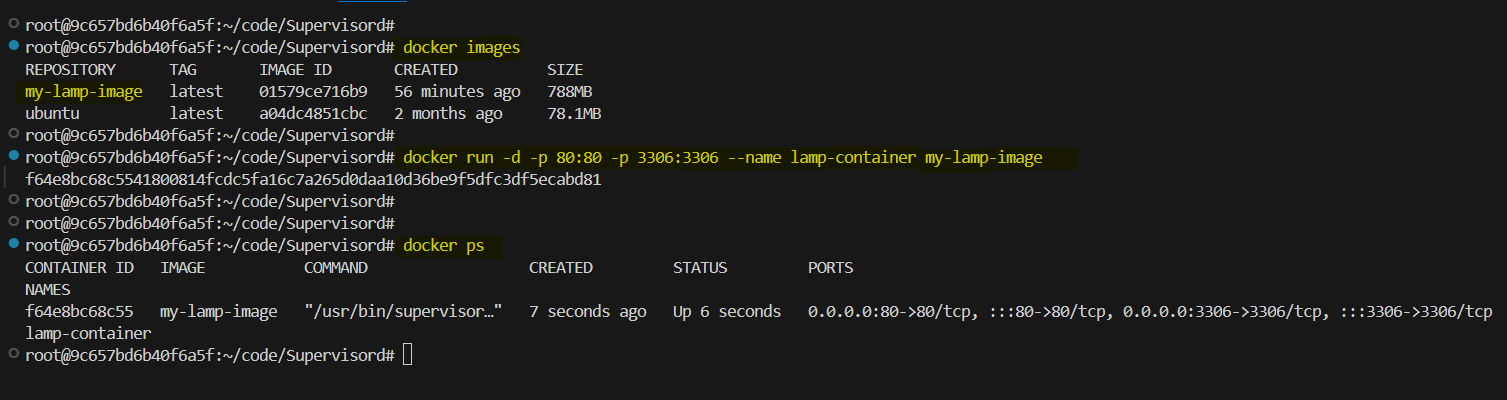 root@9c657bd6b40f6a5f:~/code/Supervisord#
root@9c657bd6b40f6a5f:~/code/Supervisord# docker images
REPOSITORY TAG IMAGE ID CREATED SIZE
my-lamp-image latest 01579ce716b9 56 minutes ago 788MB
ubuntu latest a04dc4851cbc 2 months ago 78.1MB
root@9c657bd6b40f6a5f:~/code/Supervisord#
root@9c657bd6b40f6a5f:~/code/Supervisord# docker run -d -p 80:80 -p 3306:3306 --name lamp-container my-lamp-image
f64e8bc68c5541800814fcdc5fa16c7a265d0daa10d36be9f5dfc3df5ecabd81
root@9c657bd6b40f6a5f:~/code/Supervisord#
root@9c657bd6b40f6a5f:~/code/Supervisord#
root@9c657bd6b40f6a5f:~/code/Supervisord# docker ps
CONTAINER ID IMAGE COMMAND CREATED STATUS PORTS
NAMES
f64e8bc68c55 my-lamp-image "/usr/bin/supervisor…" 7 seconds ago Up 6 seconds 0.0.0.0:80->80/tcp, :::80->80/tcp, 0.0.0.0:3306->3306/tcp, :::3306->3306/tcp
lamp-container
root@9c657bd6b40f6a5f:~/code/Supervisord#